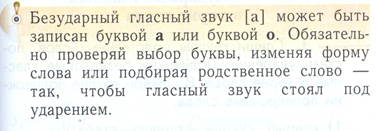 Безударный гласный звук [а] может быть
записан буквой а или буквой о. Обязатель-
но проверяй выбор буквы, изменяя форму
слова или подбирая родственное слово —
так, чтобы гласный звук стоял под
ударением.